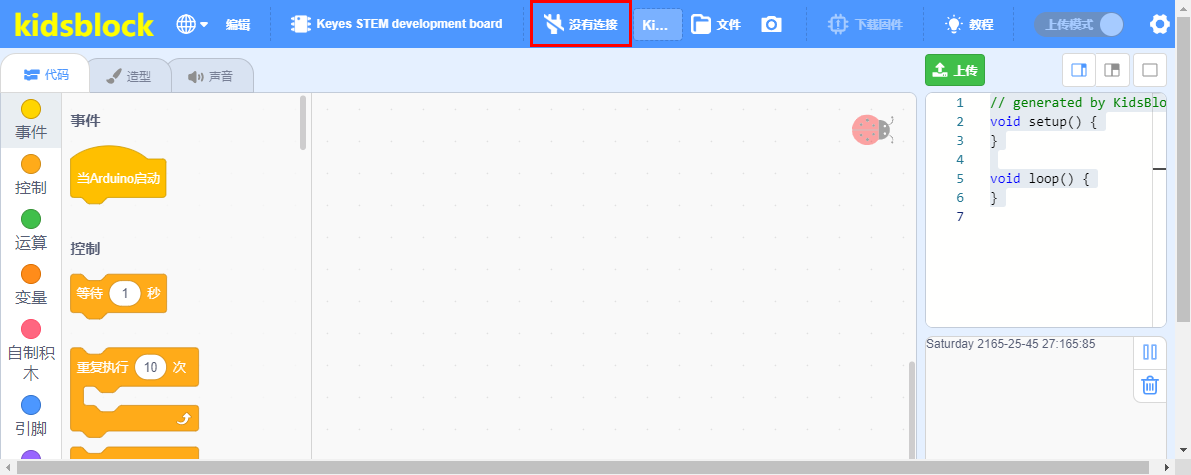 kidsblock 编辑 Keyes STEM development board 没有连接 Ki... 文件 下载固件 教程 上传模式
代码 造型 声音 上传
事件
控制
运算
变量
自制积
木
引脚
事件
当Arduino启动
控制
等待 1 秒
重复执行 10 次
1 // generated by KidsBlo
2 void setup() {
3 }
4
5 void loop() {
6 }
7
Saturday 2165-25-45 27:165:85